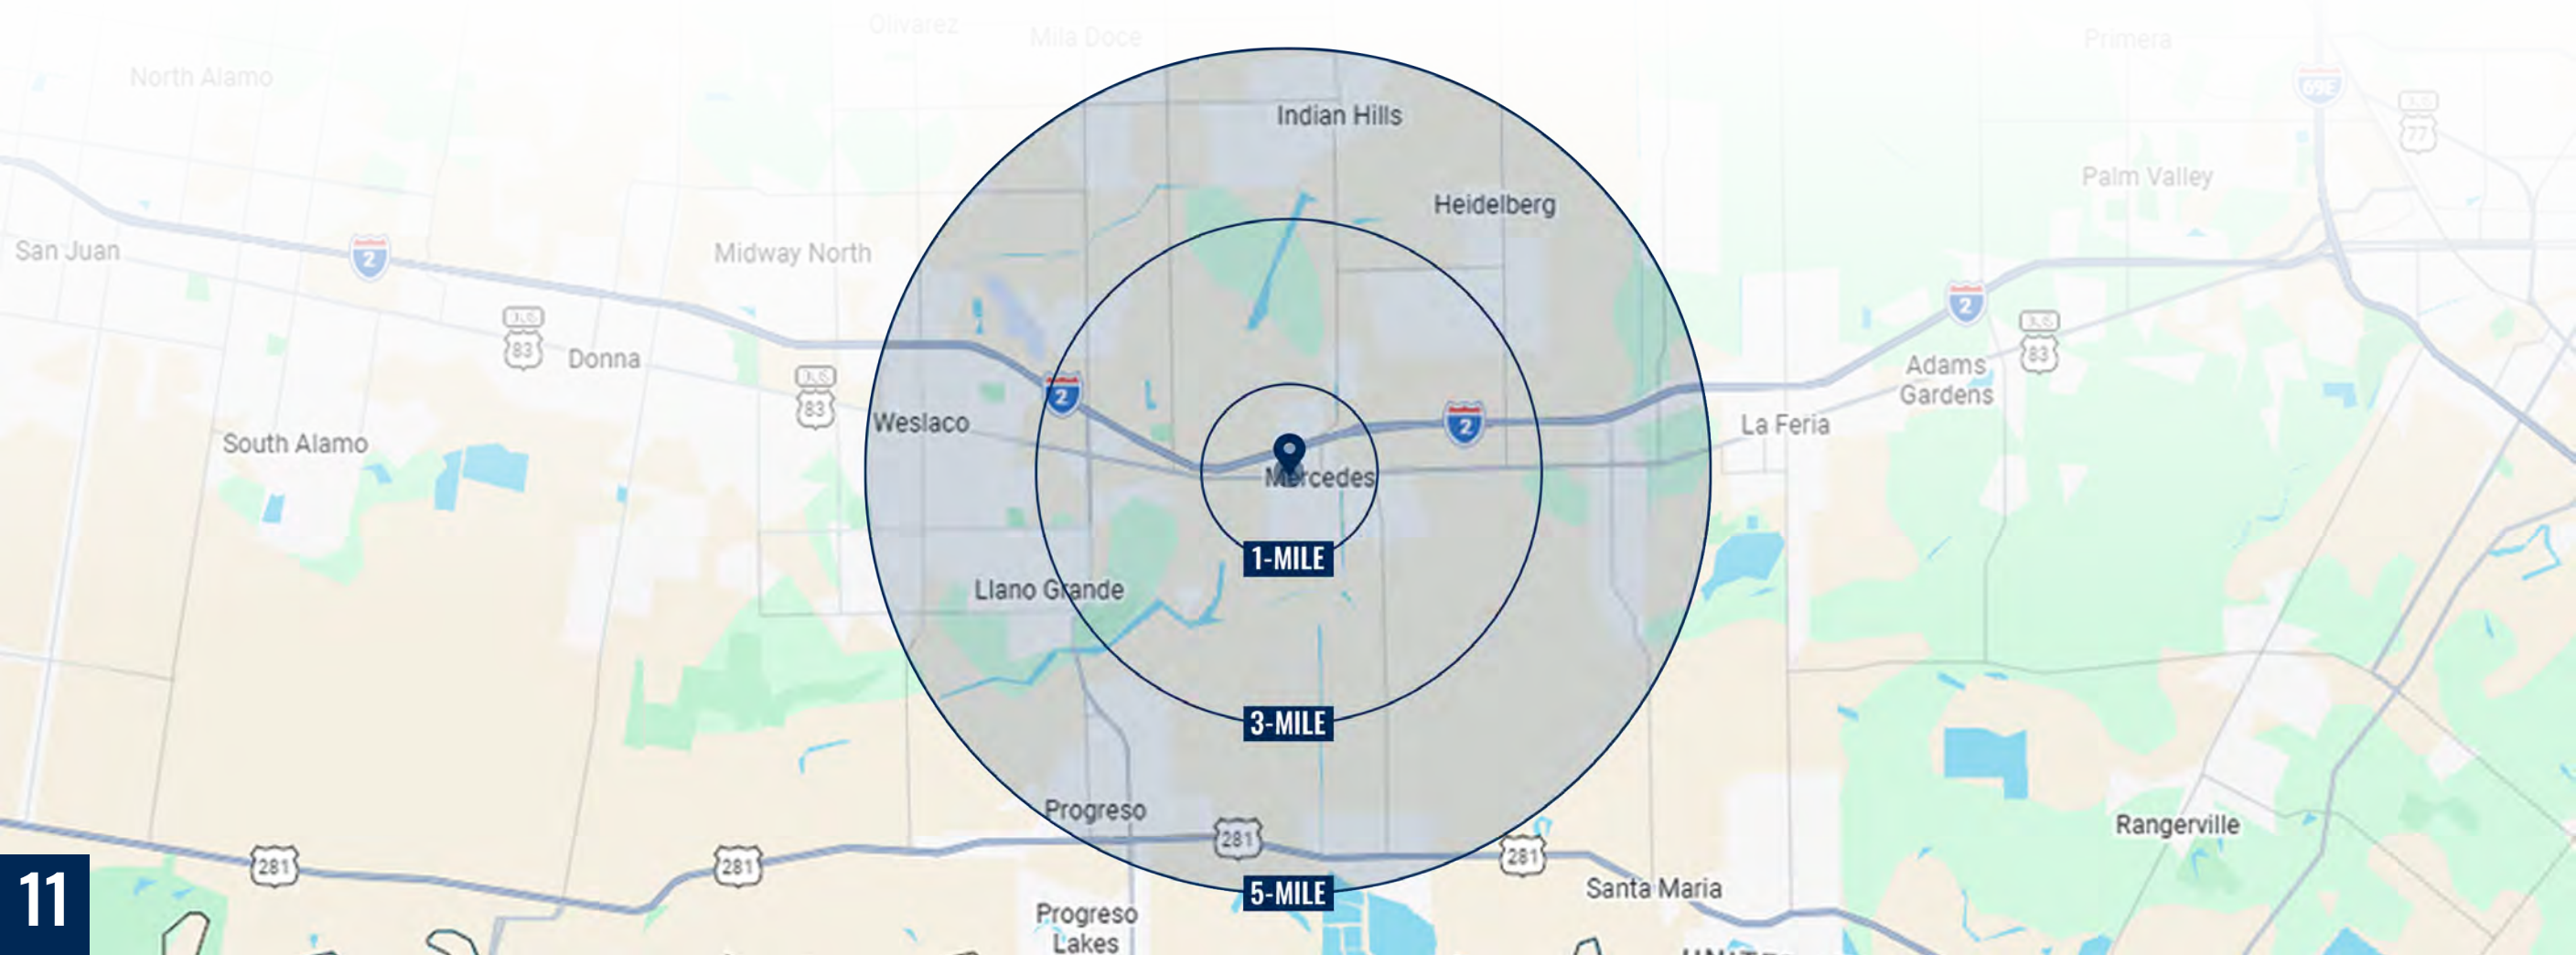 Olivarez
Mila Doce
Primera
North Alamo
69E
77
Indian Hills
Palm Valley
Heidelberg
San Juan
2
Midway North
2
US
83
Donna
US
83
US
83
Adams
Gardens
2
Weslaco
2
La Feria
South Alamo
Mercedes
1-MILE
Llano Grande
3-MILE
Progreso
Rangerville
281
281
281
281
5-MILE
Santa Maria
11
Progreso
Lakes